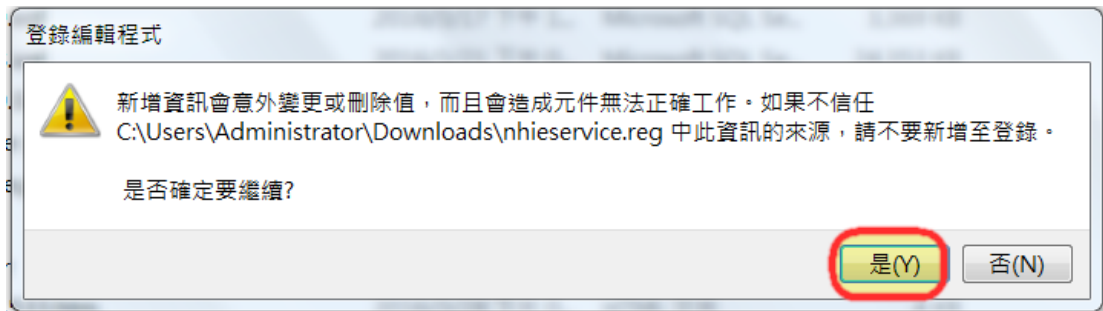 登錄編輯程式
新增資訊會意外變更或刪除值，而且會造成元件無法正確工作。如果不信任
C:\Users\Administrator\Downloads\nhieservice.reg 中此資訊的來源，請不要新增至登錄。
是否確定要繼續?
是(Y)
否(N)